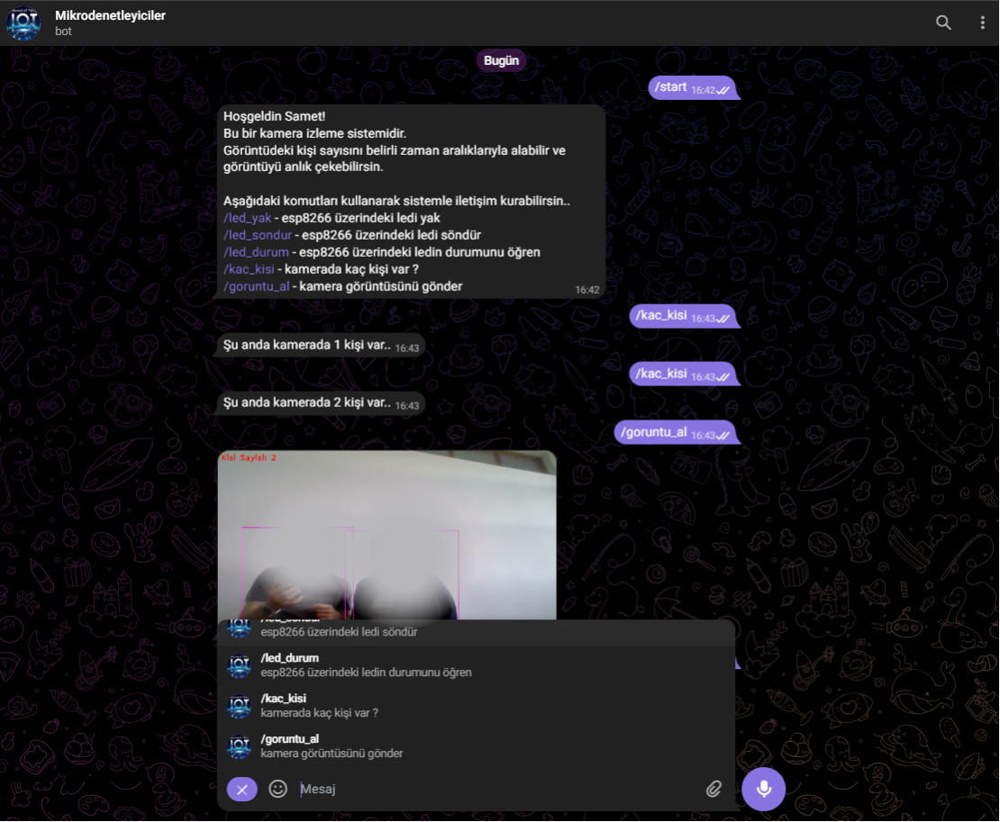 Mikrodenetleyiciler
bot
Bugün
/start 16:42
Hoşgeldin Samet!
Bu bir kamera izleme sistemidir.
Görüntüdeki kişi sayısını belirli zaman aralıklarıyla alabilir ve
görüntüyü anlık çekebilirsin.
Aşağıdaki komutları kullanarak sistemle iletişim kurabilirsin..
/led_yak - esp8266 üzerindeki ledi yak
/led_sondur - esp8266 üzerindeki ledi söndür
/led_durum - esp8266 üzerindeki ledin durumunu öğren
/kac_kisi - kamerada kaç kişi var ?
/goruntu_al - kamera görüntüsünü gönder
16:42
/kac_kisi 16:43
Şu anda kamerada 1 kişi var.. 16:43
/kac_kisi 16:43
Şu anda kamerada 2 kişi var.. 16:43
/goruntu_al 16:43
Kisi Sayisi: 2
esp8266 üzerindeki ledi söndür
/led_durum
esp8266 üzerindeki ledin durumunu öğren
/kac_kisi
kamerada kaç kişi var ?
/goruntu_al
kamera görüntüsünü gönder
Mesaj